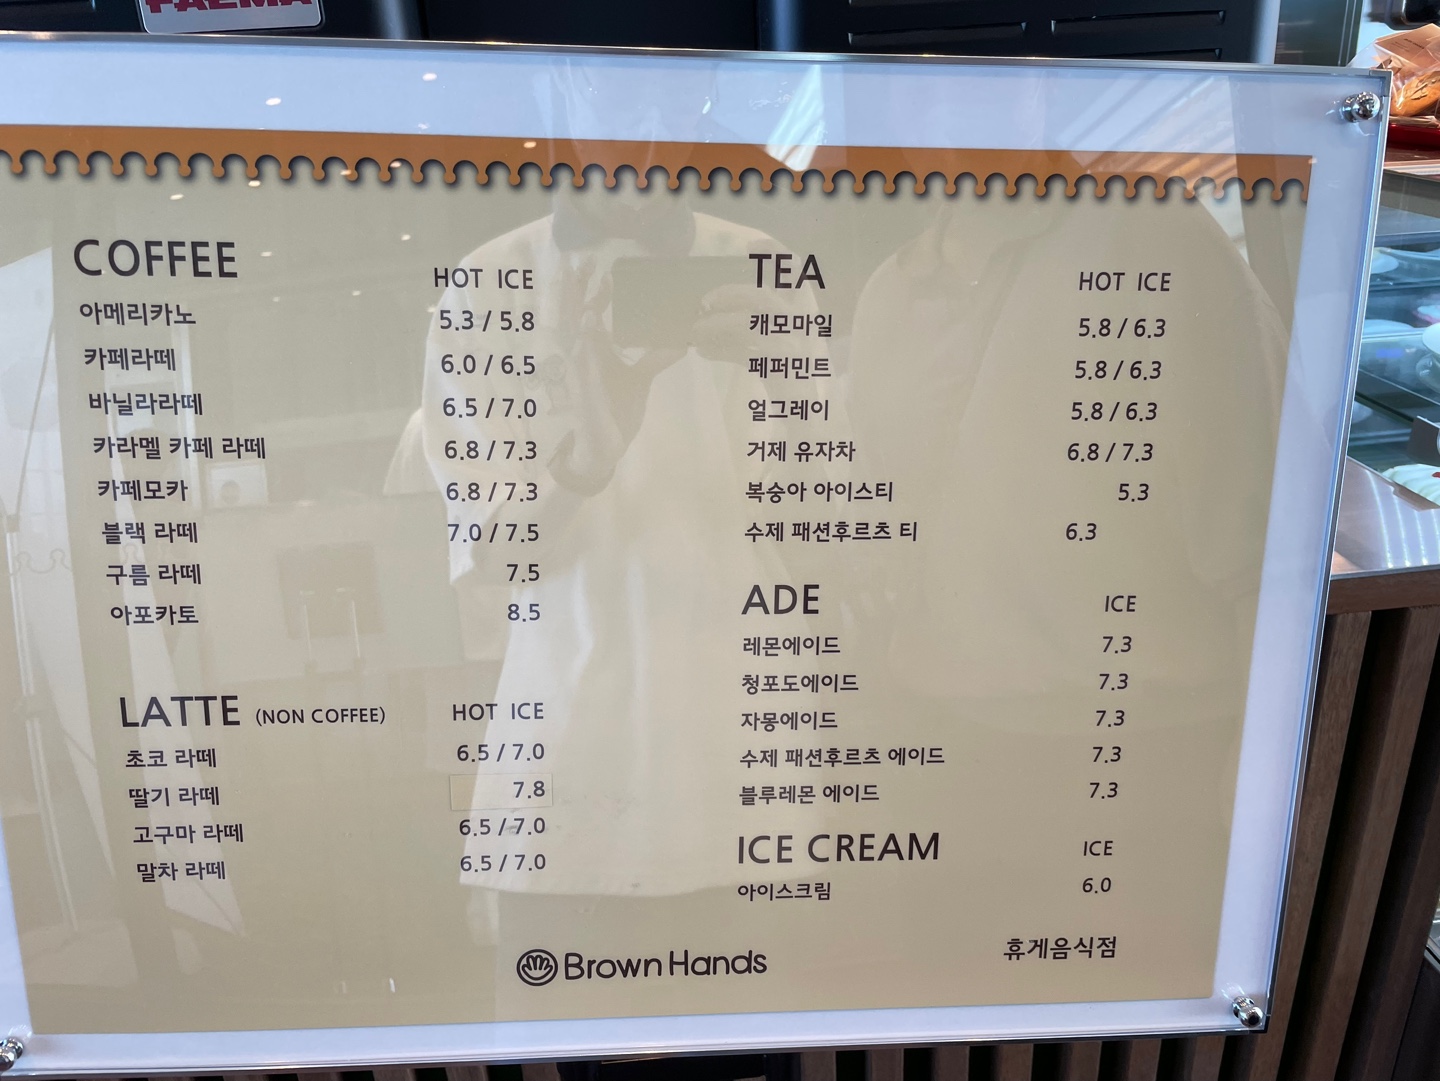 FAEMA
COFFEE
HOT ICE
아메리카노 5.3 / 5.8
카페라떼 6.0 / 6.5
바닐라라떼 6.5 / 7.0
카라멜 카페 라떼 6.8 / 7.3
카페모카 6.8 / 7.3
블랙 라떼 7.0 / 7.5
구름 라떼 7.5
아포카토 8.5
LATTE (NON COFFEE) HOT ICE
초코 라떼 6.5 / 7.0
딸기 라떼 7.8
고구마 라떼 6.5 / 7.0
말차 라떼 6.5 / 7.0
TEA
HOT ICE
캐모마일 5.8 / 6.3
페퍼민트 5.8 / 6.3
얼그레이 5.8 / 6.3
거제 유자차 6.8 / 7.3
복숭아 아이스티 5.3
수제 패션후르츠 티 6.3
ADE ICE
레몬에이드 7.3
청포도에이드 7.3
자몽에이드 7.3
수제 패션후르츠 에이드 7.3
블루레몬 에이드 7.3
ICE CREAM ICE
아이스크림 6.0
Brown Hands
휴게음식점